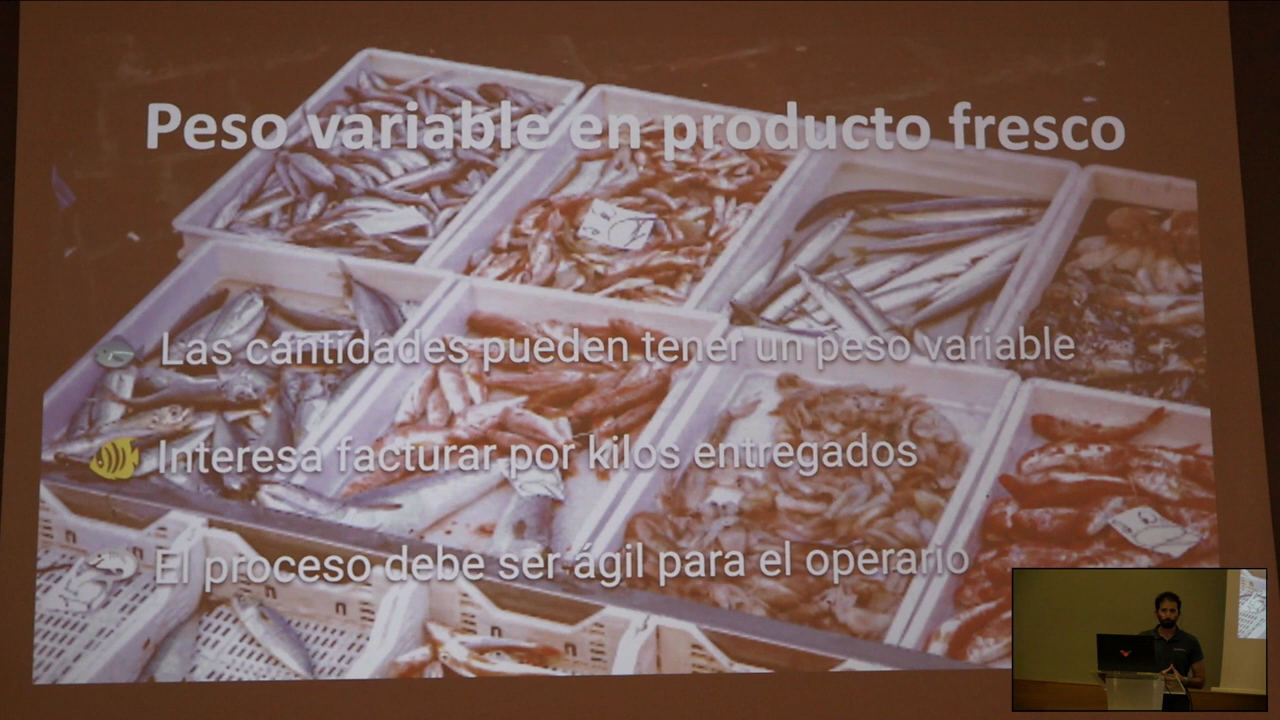 Peso variable en producto fresco
Las cantidades pueden tener un peso variable
Interesa facturar por kilos entregados
El proceso debe ser ágil para el operario